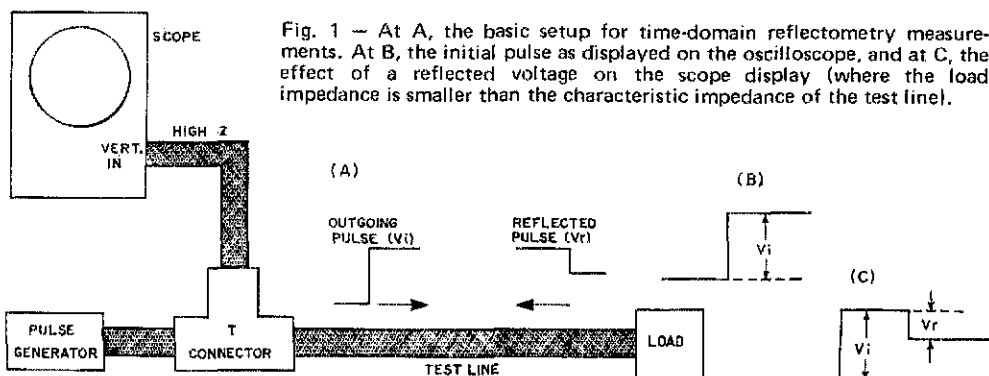 Fig. 1 — At A, the basic setup for time-domain reflectometry measure-
ments. At B, the initial pulse as displayed on the oscilloscope, and at C, the
effect of a reflected voltage on the scope display (where the load
impedance is smaller than the characteristic impedance of the test line).
SCOPE
HIGH Z
VERT.
IN
(A)
OUTGOING
PULSE (Vi)
REFLECTED
PULSE (Vr)
(B)
Vi
(C)
Vr
Vi
PULSE
GENERATOR
T
CONNECTOR
TEST LINE
LOAD